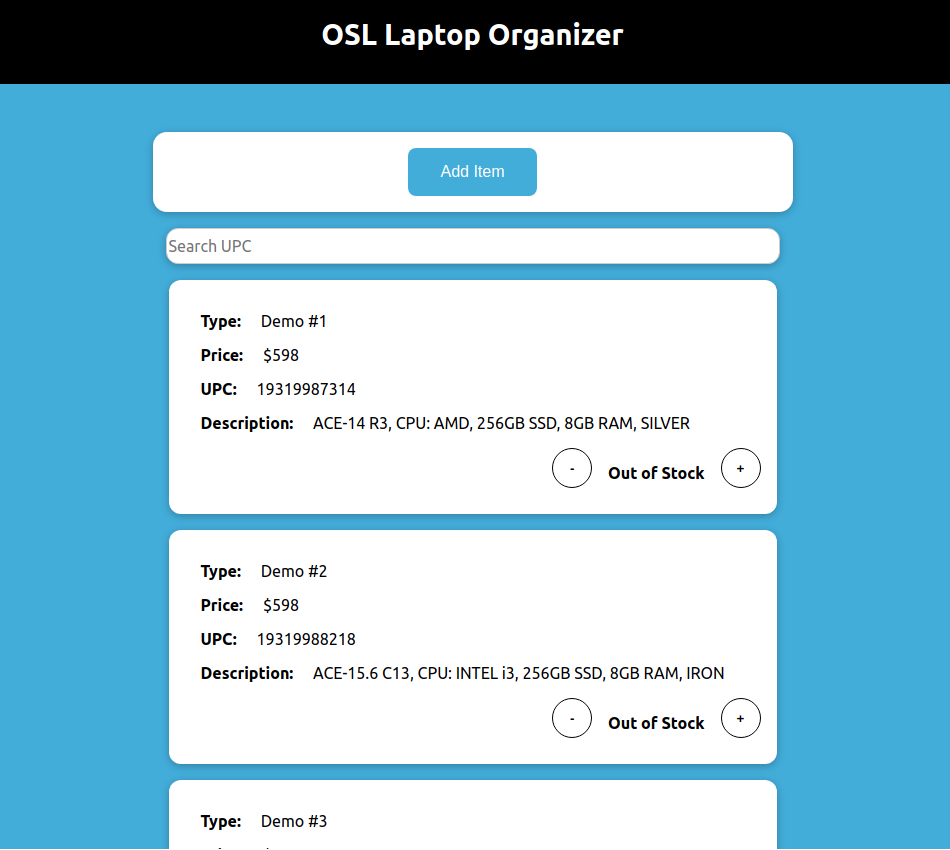 OSL Laptop Organizer
Add Item
Search UPC
Type: Demo #1
Price: $598
UPC: 19319987314
Description: ACE-14 R3, CPU: AMD, 256GB SSD, 8GB RAM, SILVER
- Out of Stock +
Type: Demo #2
Price: $598
UPC: 19319988218
Description: ACE-15.6 C13, CPU: INTEL i3, 256GB SSD, 8GB RAM, IRON
- Out of Stock +
Type: Demo #3